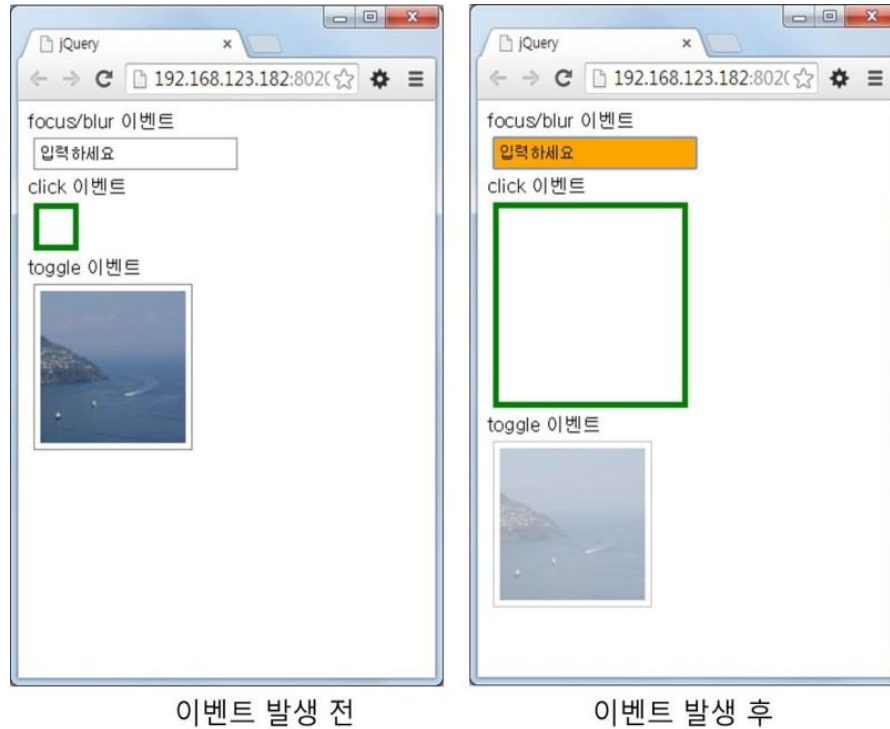 jQuery
192.168.123.182:802(
focus/blur 이벤트
입력하세요
click 이벤트
toggle 이벤트
이벤트 발생 전
jQuery
192.168.123.182:802(
focus/blur 이벤트
입력하세요
click 이벤트
toggle 이벤트
이벤트 발생 후